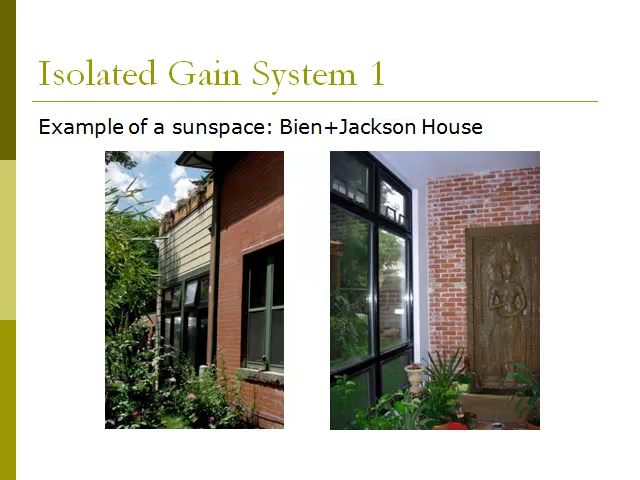 Isolated Gain System 1
Example of a sunspace: Bien+Jackson House